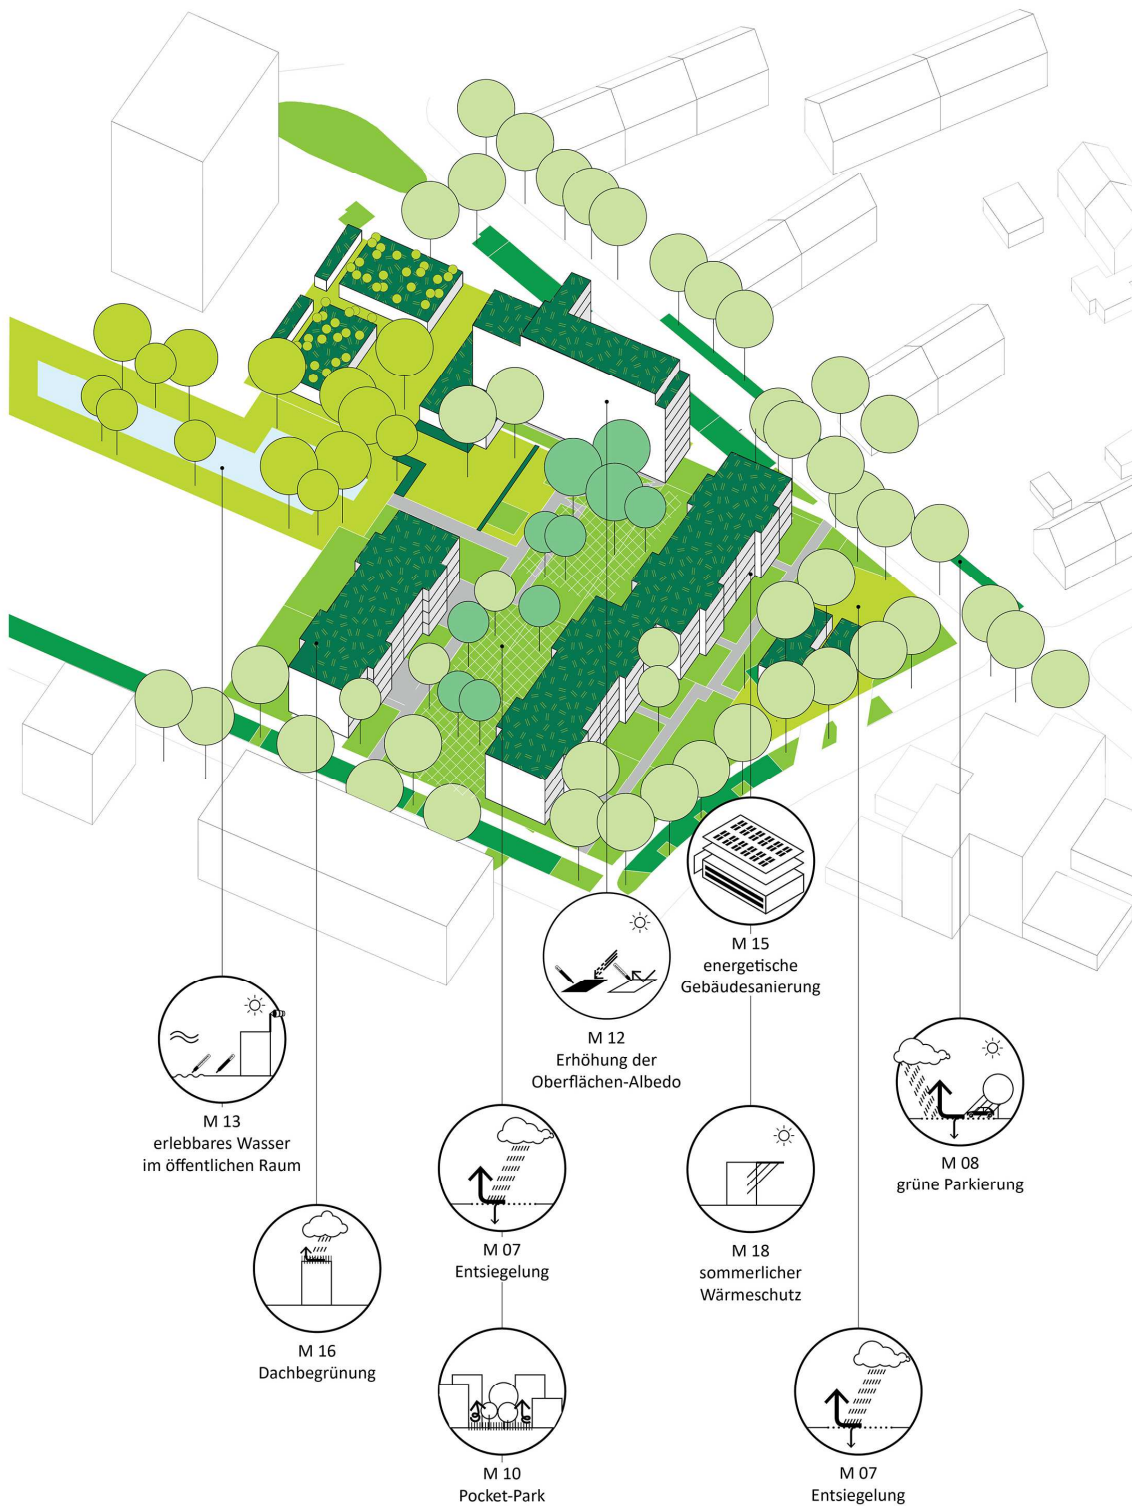 M 15
energetische
Gebäudesanierung
M 12
Erhöhung der
Oberflächen-Albedo
M 13
erlebbares Wasser
im öffentlichen Raum
M 08
grüne Parkierung
M 07
Entsiegelung
M 18
sommerlicher
Wärmeschutz
M 16
Dachbegrünung
M 10
Pocket-Park
M 07
Entsiegelung